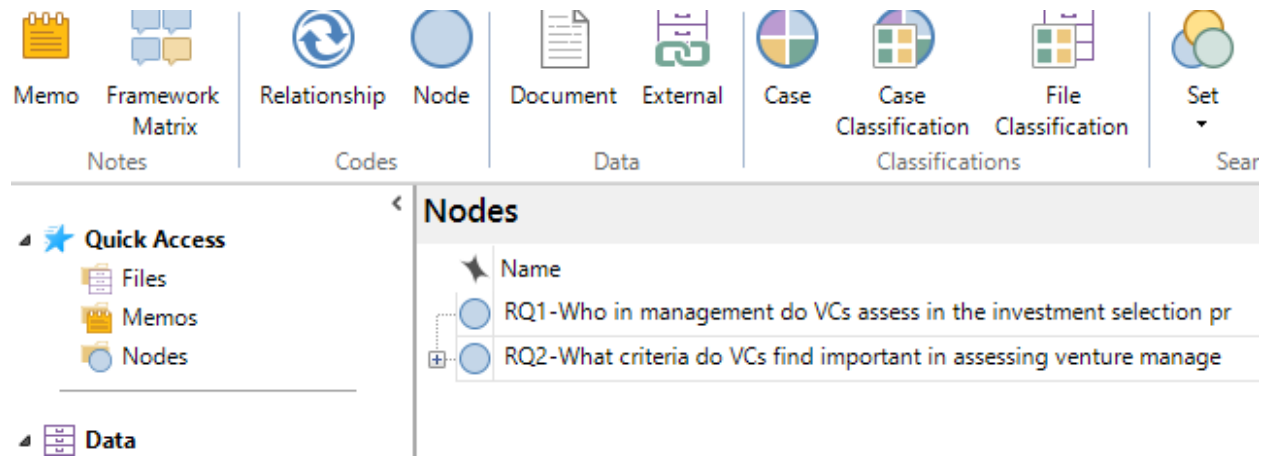 Memo Framework Matrix Relationship Node Document External Case Case Classification File Classification Set
Notes Codes Data Classifications Sear
Nodes
Quick Access
Files
Memos
Nodes
Data
Name
RQ1-Who in management do VCs assess in the investment selection pr
RQ2-What criteria do VCs find important in assessing venture manage